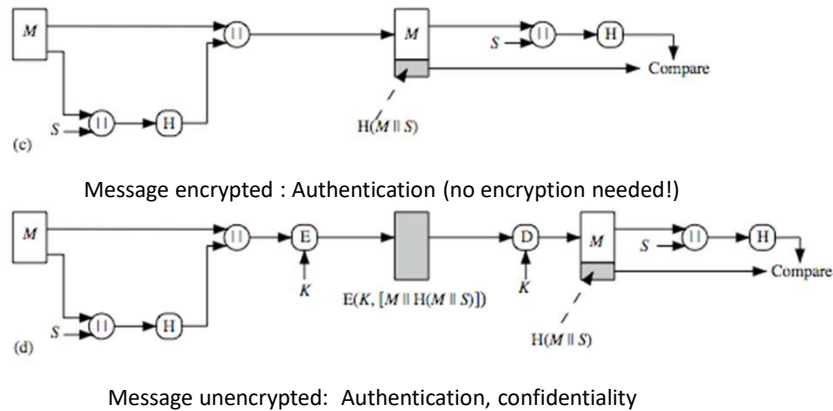 M || M || H
S Compare
S || H H(M || S)
(c)
Message encrypted : Authentication (no encryption needed!)
M || E D M || H
S Compare
K E(K, [M || H(M || S)]) K
S || H H(M || S)
(d)
Message unencrypted: Authentication, confidentiality